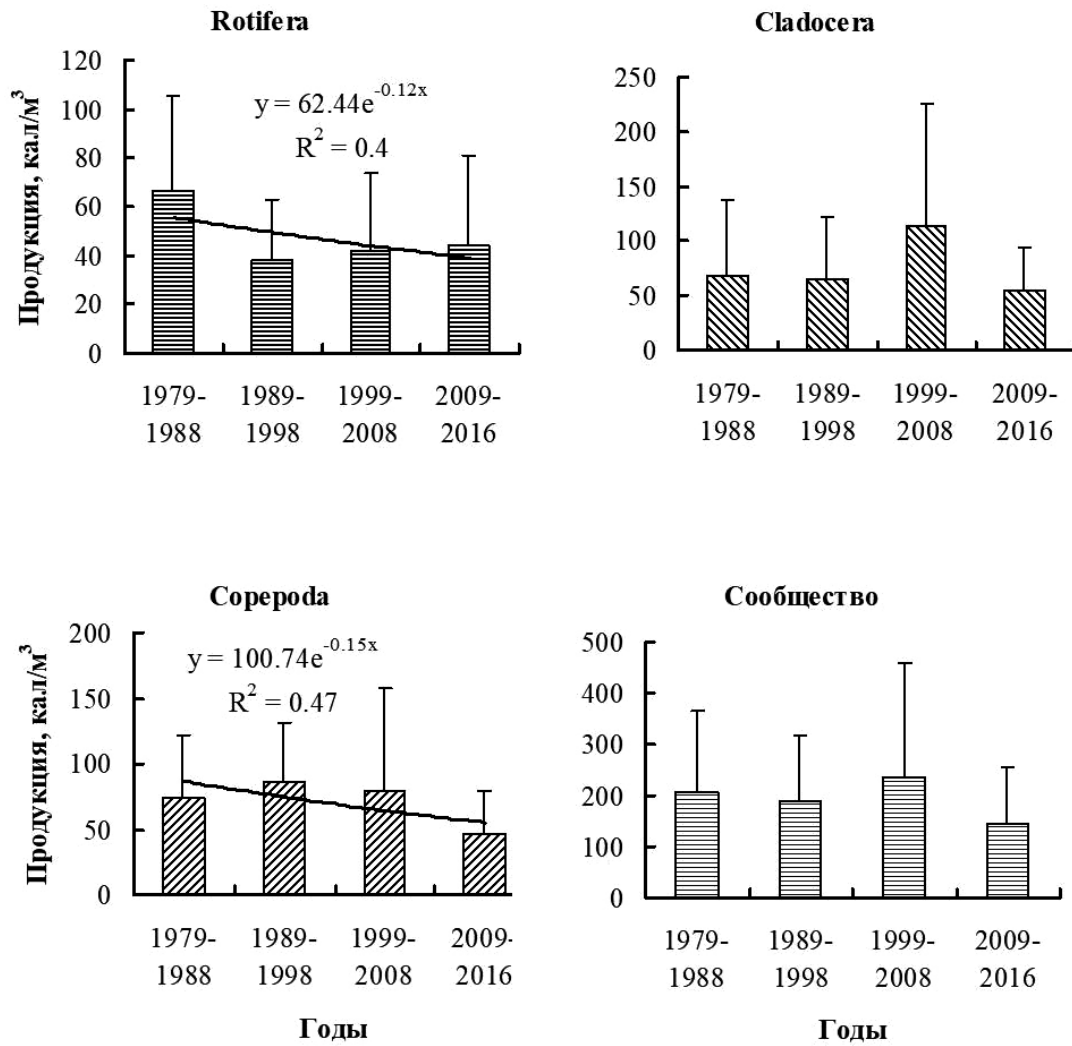 Rotifera
Продукция, кал/м³
120
100
80
60
40
20
0
y = 62.44e^-0.12x
R² = 0.4
1979- 1989- 1999- 2009-
1988 1998 2008 2016
Cladocera
250
200
150
100
50
0
1979- 1989- 1999- 2009-
1988 1998 2008 2016
Copepoda
Продукция, кал/м³
200
150
100
50
0
y = 100.74e^-0.15x
R² = 0.47
1979- 1989- 1999- 2009-
1988 1998 2008 2016
Годы
Сообщество
500
400
300
200
100
0
1979- 1989- 1999- 2009-
1988 1998 2008 2016
Годы